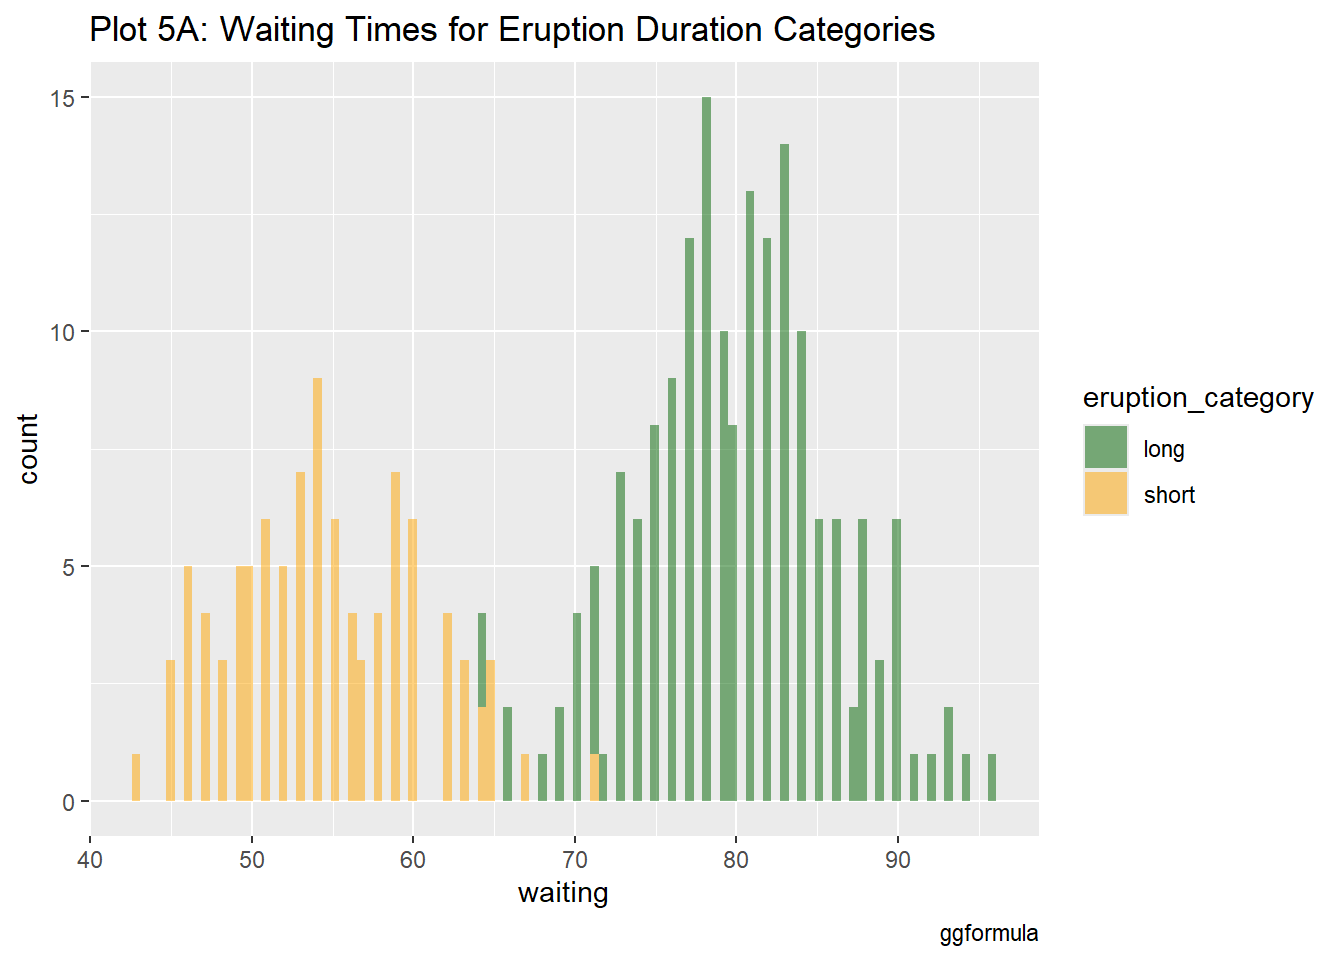 Plot 5A: Waiting Times for Eruption Duration Categories
15
10
5
0
count
40 50 60 70 80 90
waiting
eruption_category
long
short
ggformula